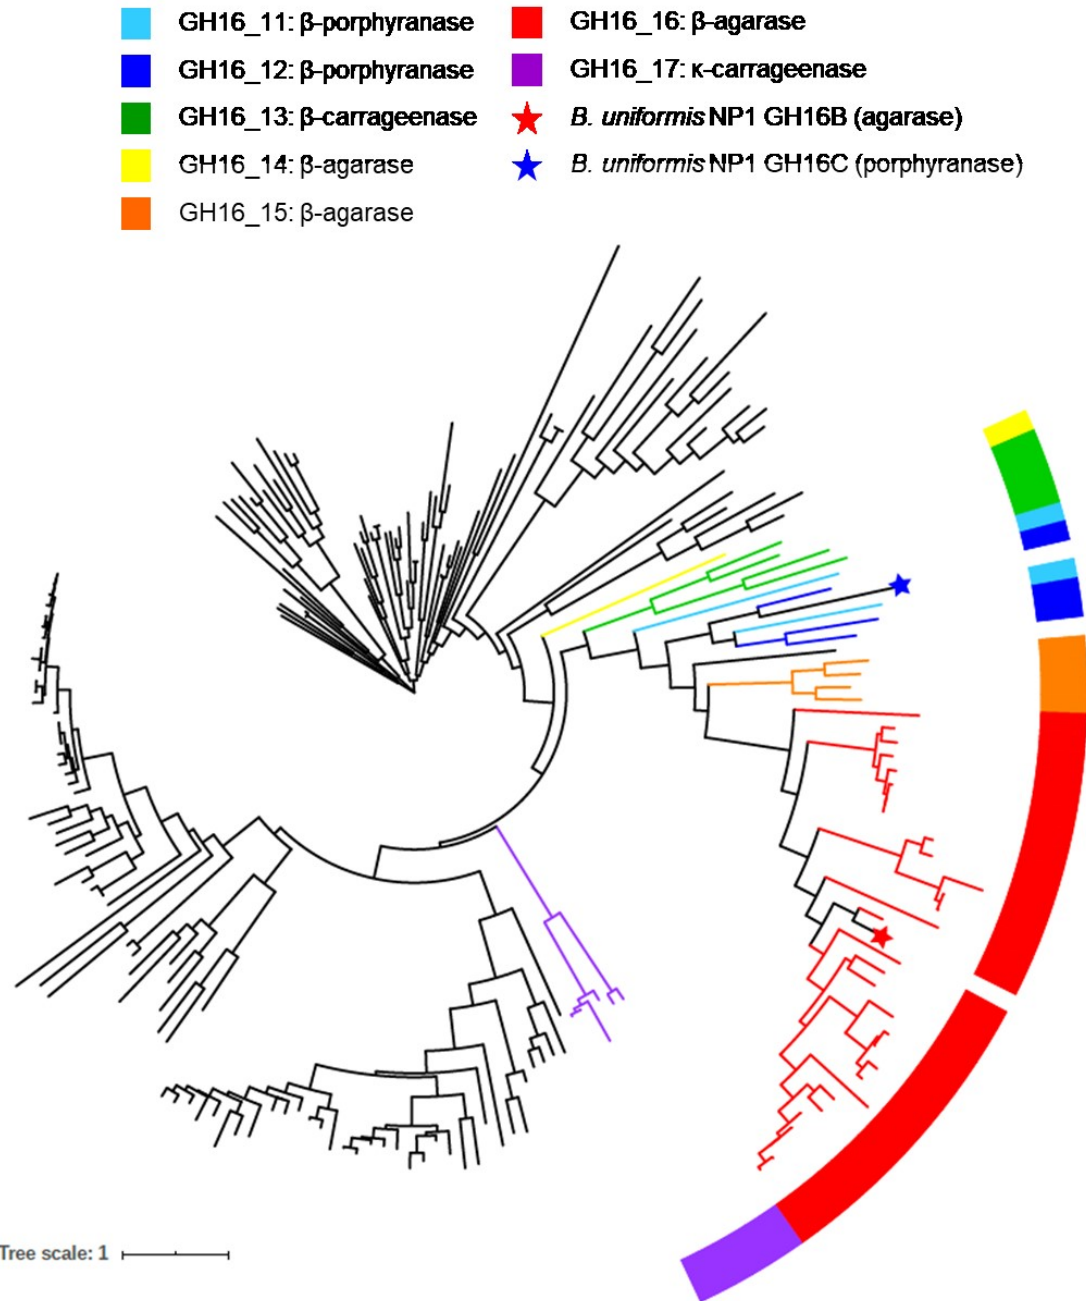 GH16_11: β-porphyranase
GH16_12: β-porphyranase
GH16_13: β-carrageenase
GH16_14: β-agarase
GH16_15: β-agarase
GH16_16: β-agarase
GH16_17: κ-carrageenase
B. uniformis NP1 GH16B (agarase)
B. uniformis NP1 GH16C (porphyranase)
Tree scale: 1